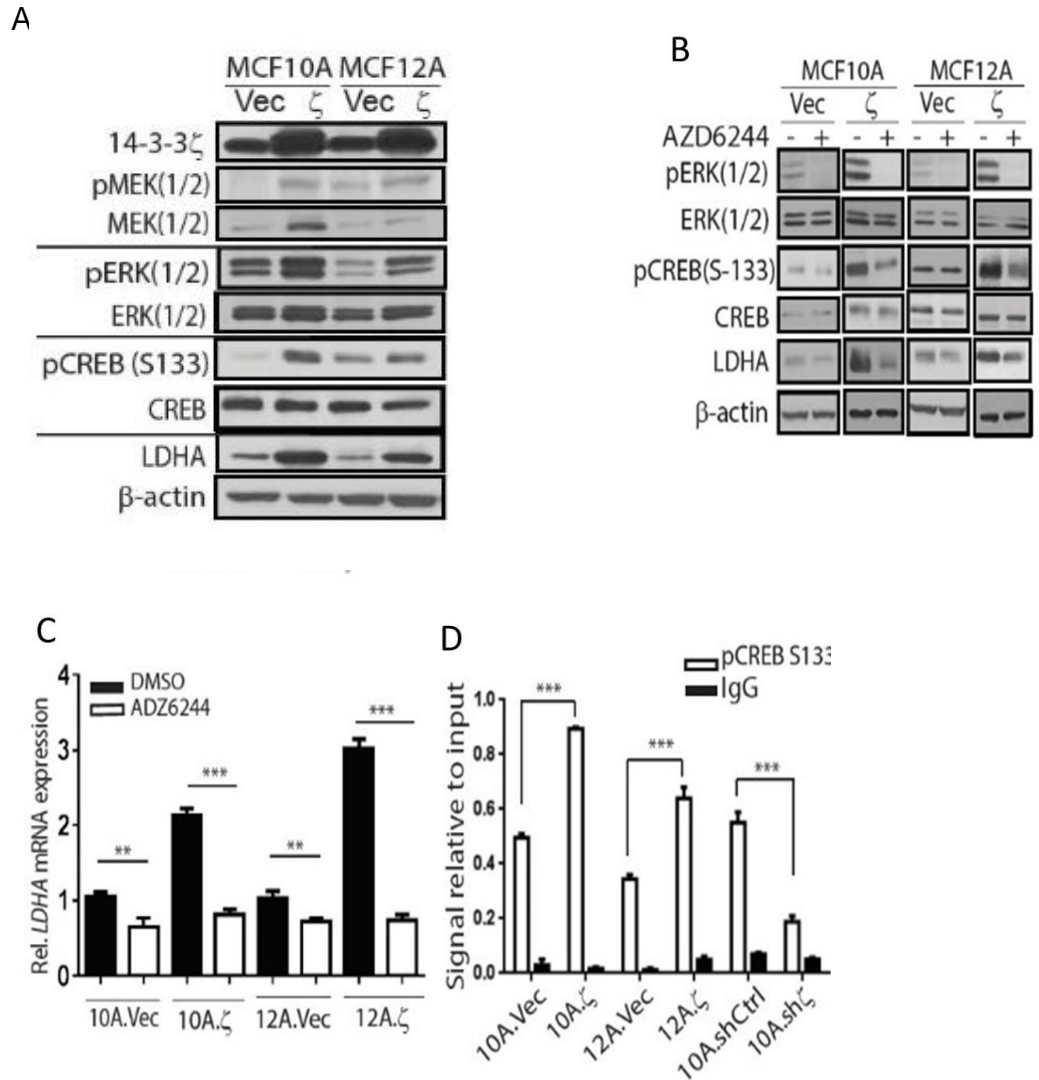 A
MCF10A MCF12A
Vec ζ Vec ζ
14-3-3ζ
pMEK(1/2)
MEK(1/2)
pERK(1/2)
ERK(1/2)
pCREB (S133)
CREB
LDHA
β-actin
B
MCF10A MCF12A
Vec ζ Vec ζ
AZD6244 - + - + - + - +
pERK(1/2)
ERK(1/2)
pCREB(S-133)
CREB
LDHA
β-actin
C
DMSO
ADZ6244
Rel. LDHA mRNA expression
4
3
2
1
0
**
***
**
***
10A.Vec 10A.ζ 12A.Vec 12A.ζ
D
pCREB S133
IgG
Signal relative to input
1.0
0.8
0.6
0.4
0.2
0.0
***
***
***
10A.Vec
10A.ζ
12A.Vec
12A.ζ
10A.shCtrl
10A.shζ